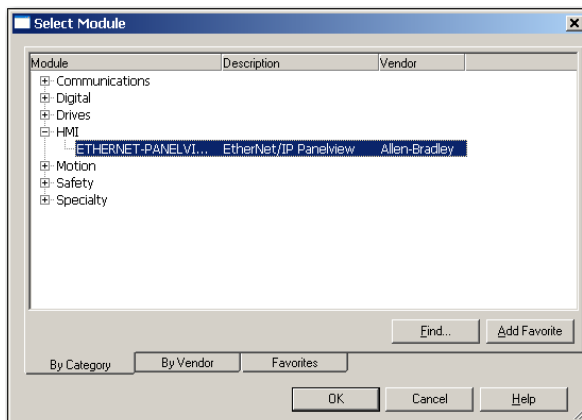 Select Module
Module Description Vendor
Communications
Digital
Drives
HMI
ETHERNET-PANELVI... EtherNet/IP Panelview Allen-Bradley
Motion
Safety
Specialty
Find... Add Favorite
By Category By Vendor Favorites
OK Cancel Help